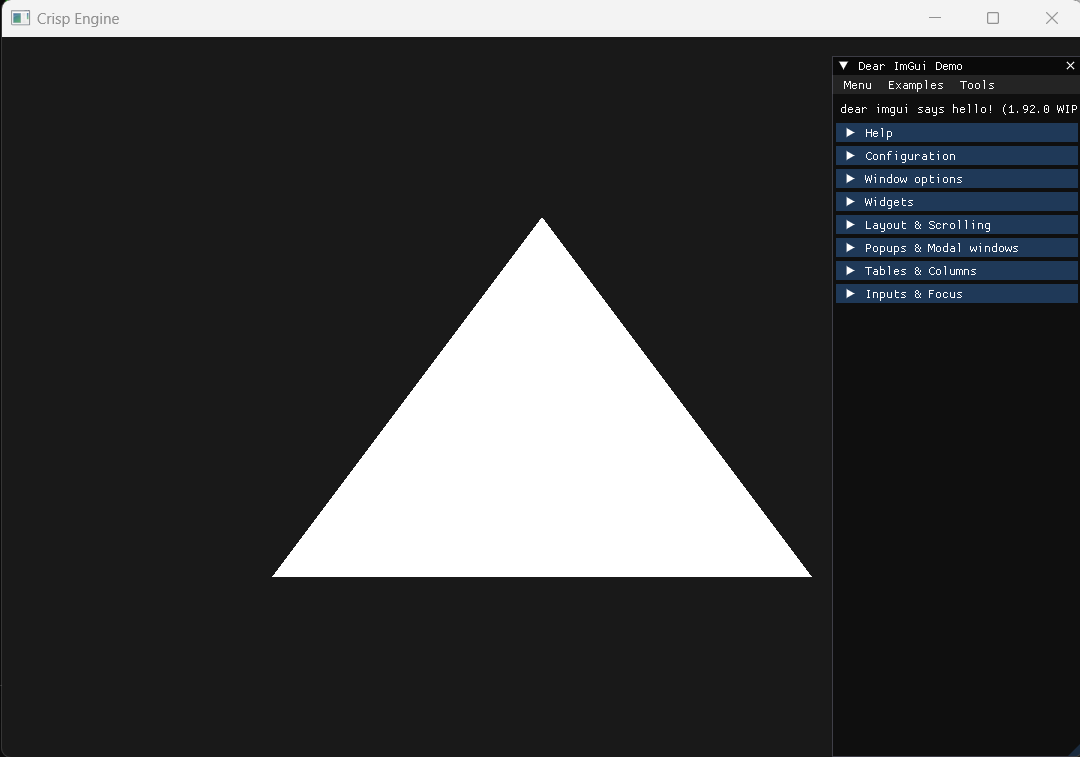 Crisp Engine
Dear ImGui Demo
Menu Examples Tools
dear imgui says hello! (1.92.0 WIP
Help
Configuration
Window options
Widgets
Layout & Scrolling
Popups & Modal windows
Tables & Columns
Inputs & Focus